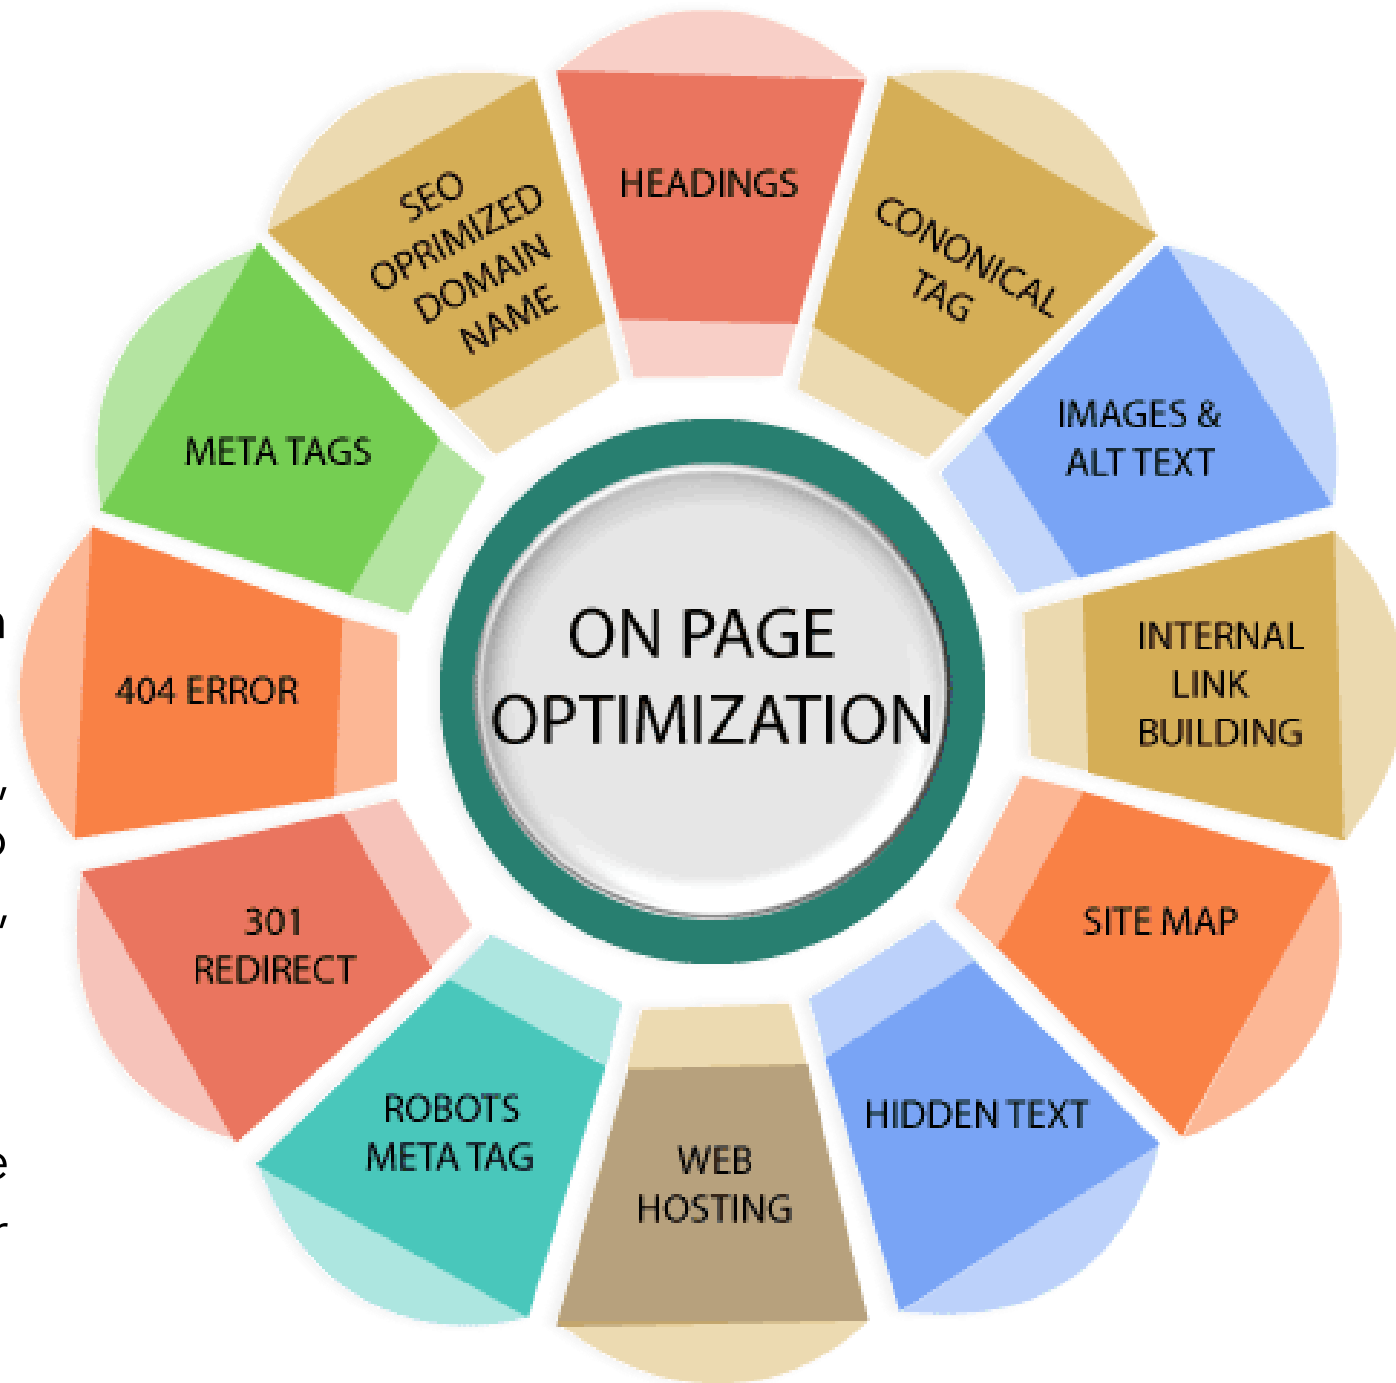 HEADINGS
CONONICAL
TAG
IMAGES &
ALT TEXT
INTERNAL
LINK
BUILDING
SITE MAP
HIDDEN TEXT
WEB
HOSTING
ROBOTS
META TAG
301
REDIRECT
404 ERROR
META TAGS
SEO
OPRIMIZED
DOMAIN
NAME
ON PAGE
OPTIMIZATION